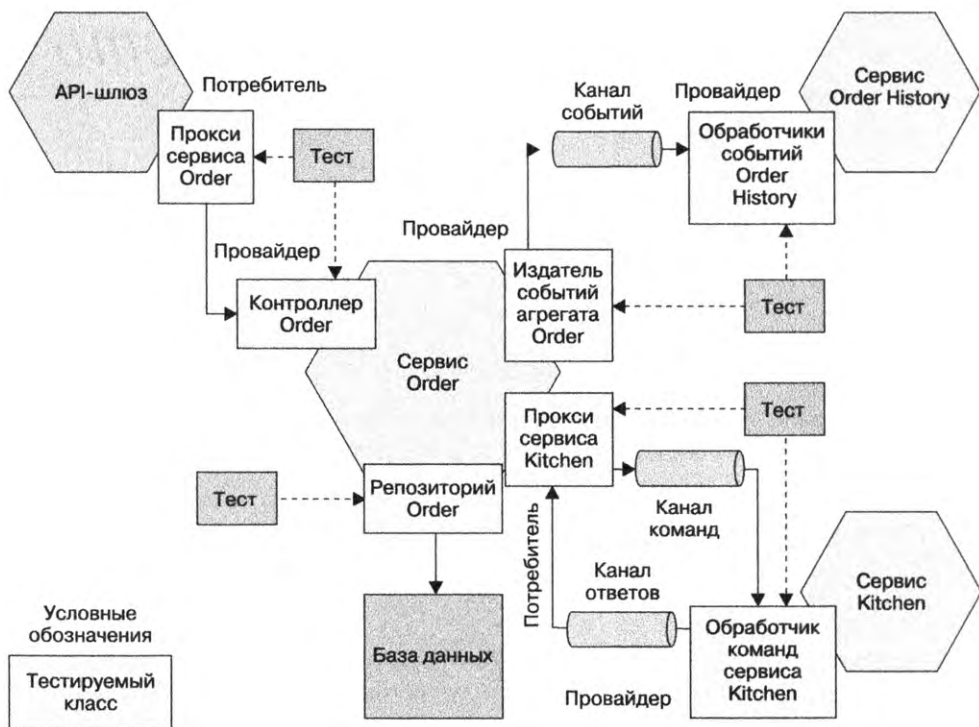 API-шлюз
Потребитель
Прокси
сервиса
Order
Тест
Канал
событий
Провайдер
Сервис
Order History
Обработчики
событий
Order
History
Провайдер
Контроллер
Order
Провайдер
Издатель
событий
агрегата
Order
Тест
Сервис
Order
Прокси
сервиса
Kitchen
Тест
Тест
Репозиторий
Order
Потребитель
Канал
команд
Канал
ответов
Сервис
Kitchen
База данных
Обработчик
команд
сервиса
Kitchen
Провайдер
Условные
обозначения
Тестируемый
класс